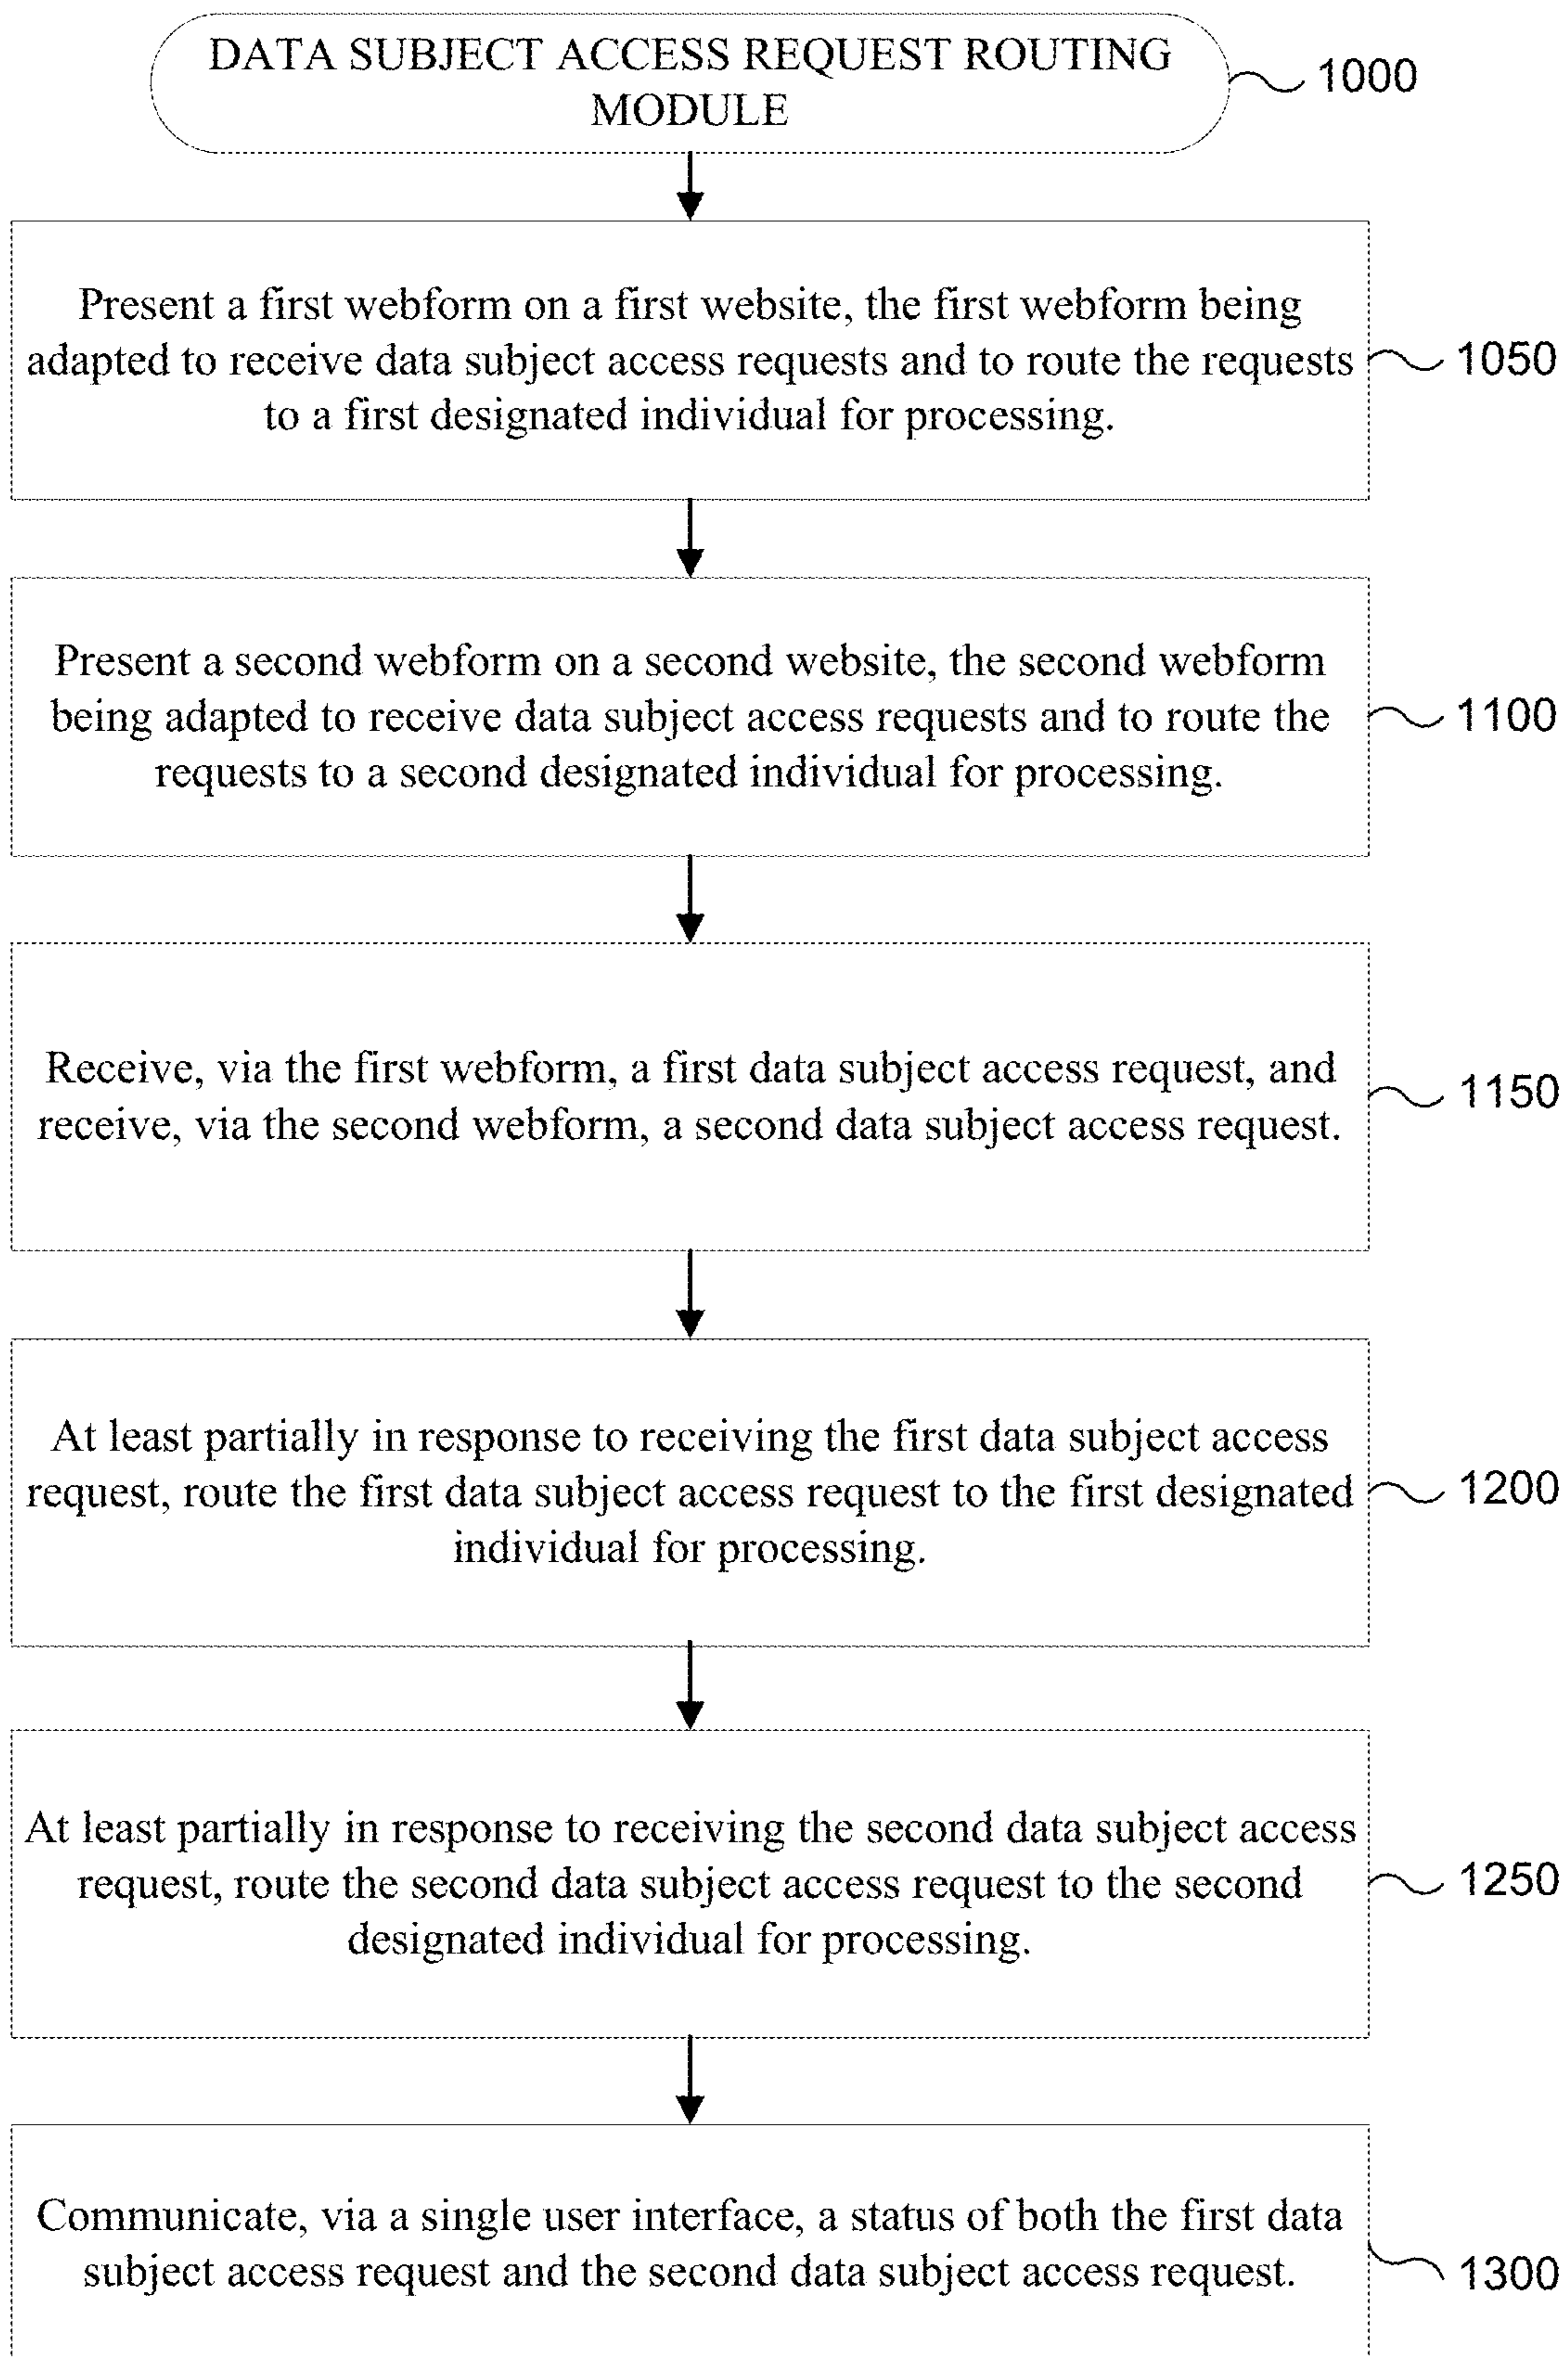 DATA SUBJECT ACCESS REQUEST ROUTING
MODULE
1000
Present a first webform on a first website, the first webform being
adapted to receive data subject access requests and to route the requests
to a first designated individual for processing.
1050
Present a second webform on a second website, the second webform
being adapted to receive data subject access requests and to route the
requests to a second designated individual for processing.
1100
Receive, via the first webform, a first data subject access request, and
receive, via the second webform, a second data subject access request.
1150
At least partially in response to receiving the first data subject access
request, route the first data subject access request to the first designated
individual for processing.
1200
At least partially in response to receiving the second data subject access
request, route the second data subject access request to the second
designated individual for processing.
1250
Communicate, via a single user interface, a status of both the first data
subject access request and the second data subject access request.
1300